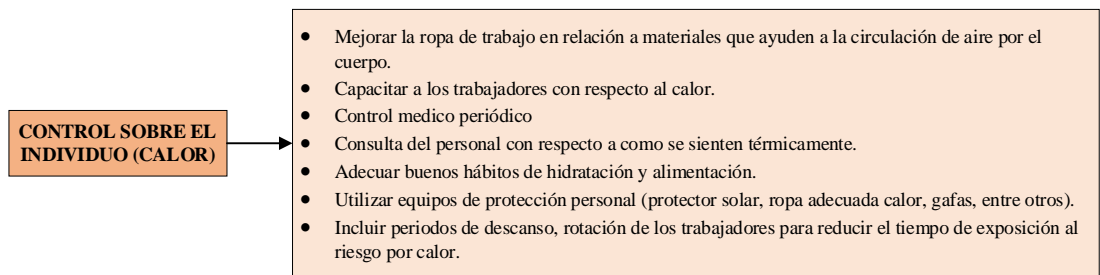 CONTROL SOBRE EL
INDIVIDUO (CALOR)
• Mejorar la ropa de trabajo en relación a materiales que ayuden a la circulación de aire por el
cuerpo.
• Capacitar a los trabajadores con respecto al calor.
• Control medico periódico
• Consulta del personal con respecto a como se sienten térmicamente.
• Adecuar buenos hábitos de hidratación y alimentación.
• Utilizar equipos de protección personal (protector solar, ropa adecuada calor, gafas, entre otros).
• Incluir periodos de descanso, rotación de los trabajadores para reducir el tiempo de exposición al
riesgo por calor.